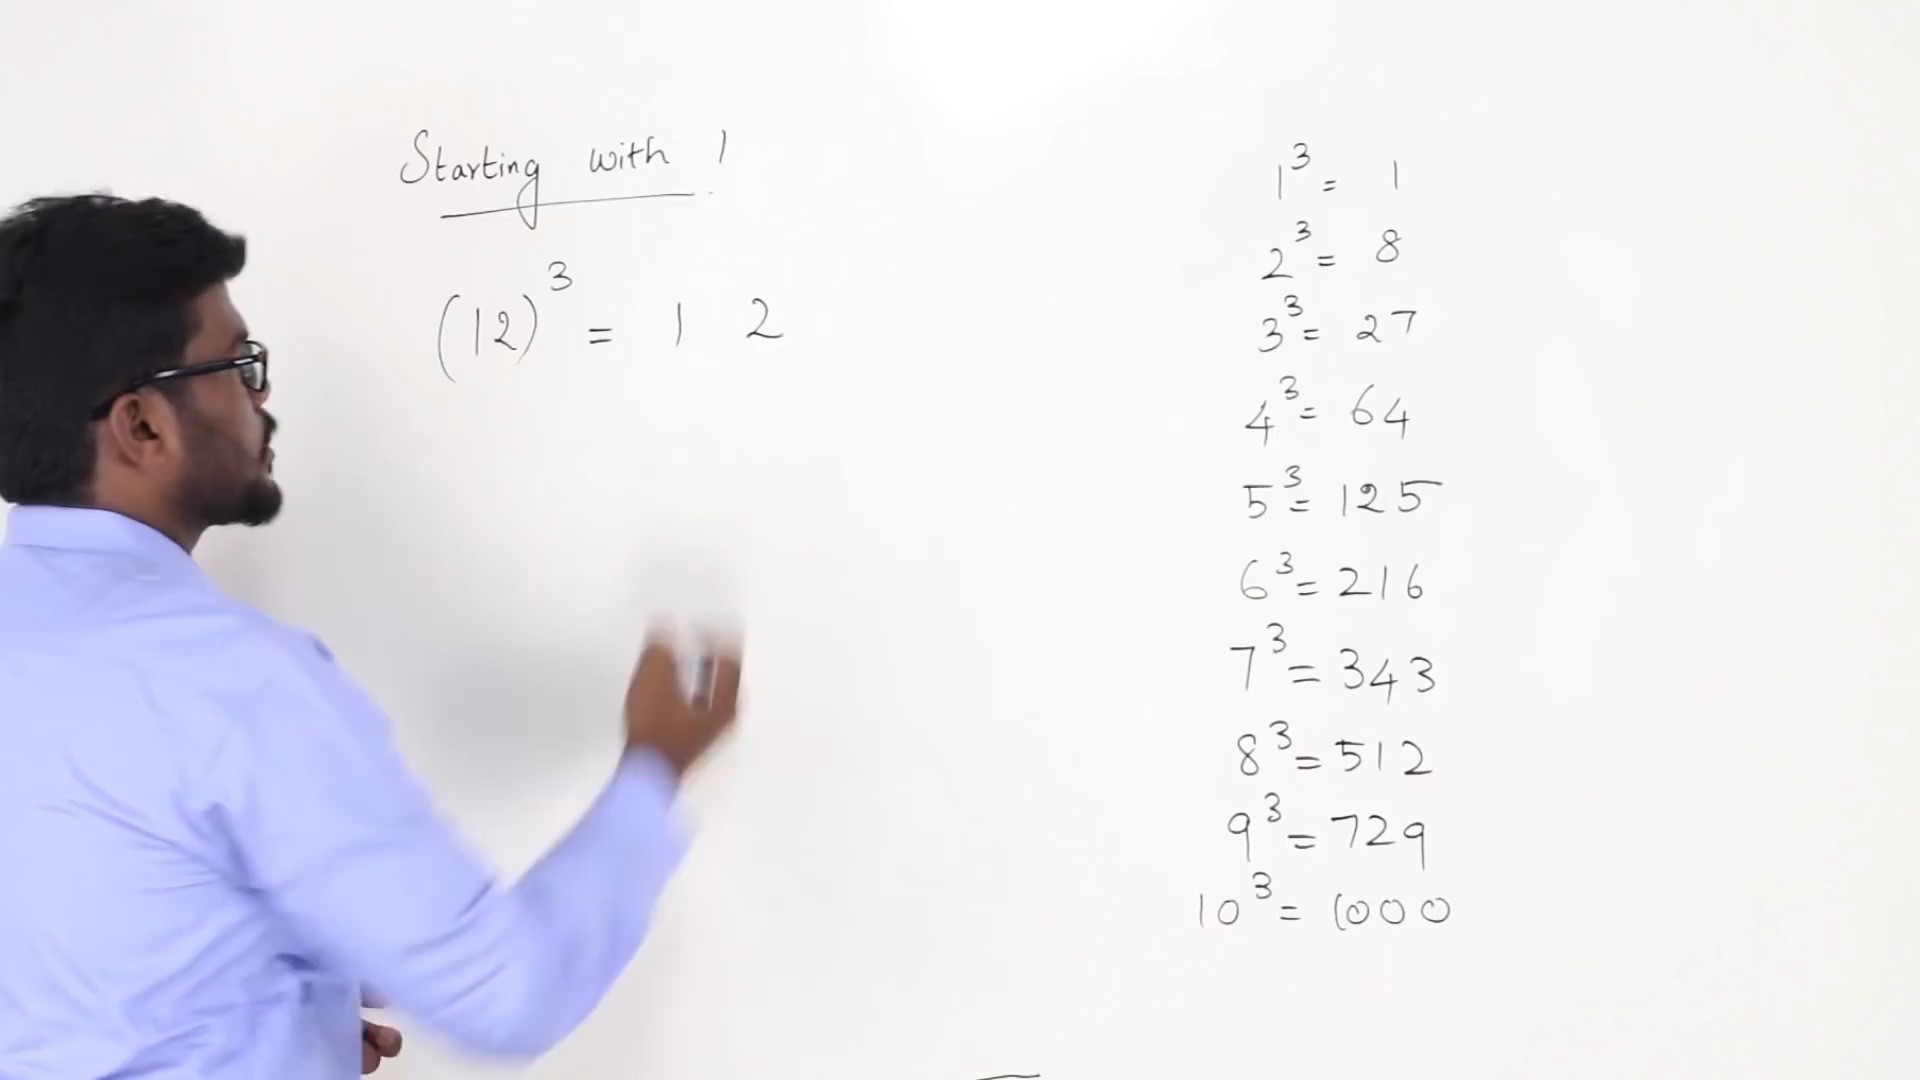 Starting with 1
(12)³ = 1 2
1³ = 1
2³ = 8
3³ = 27
4³ = 64
5³ = 125
6³ = 216
7³ = 343
8³ = 512
9³ = 729
10³ = 1000